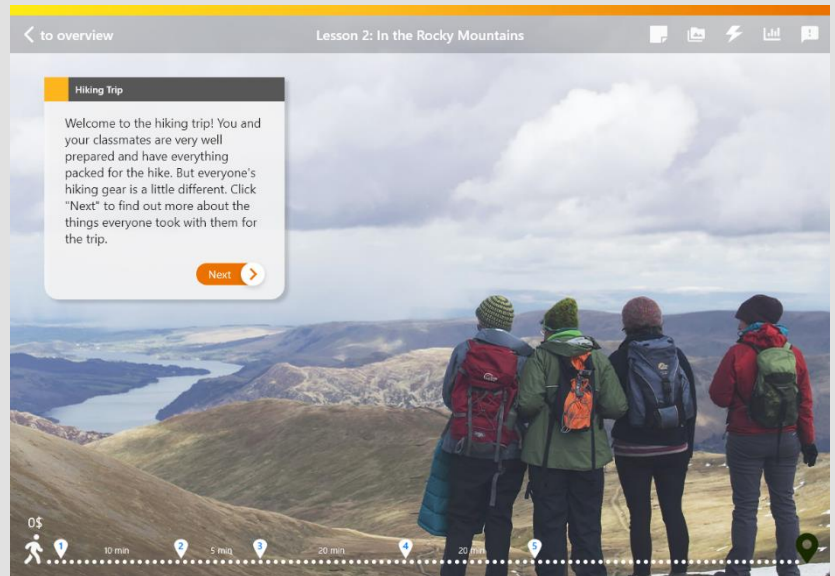 to overview
Lesson 2: In the Rocky Mountains
Hiking Trip
Welcome to the hiking trip! You and
your classmates are very well
prepared and have everything
packed for the hike. But everyone's
hiking gear is a little different. Click
"Next" to find out more about the
things everyone took with them for
the trip.
Next
0$
1 10 min 2 5 min 3 20 min 4 20 min 5